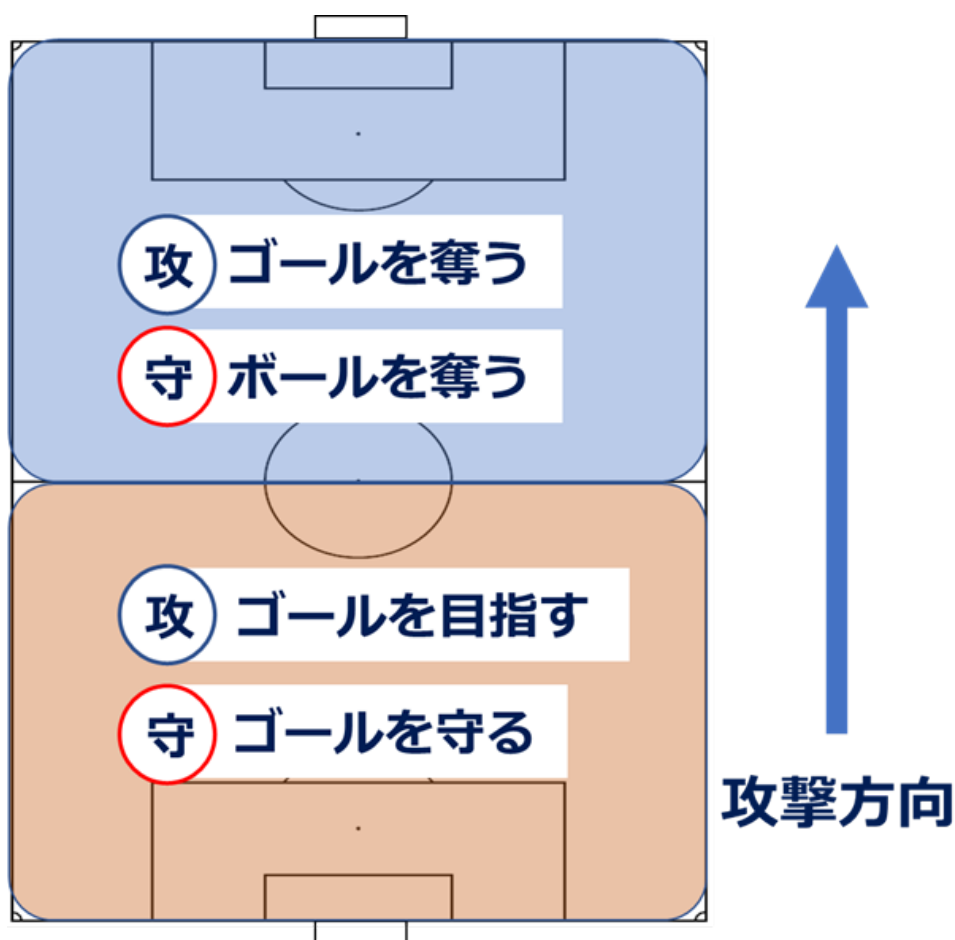 攻 ゴールを奪う
守 ボールを奪う
攻 ゴールを目指す
守 ゴールを守る
攻撃方向